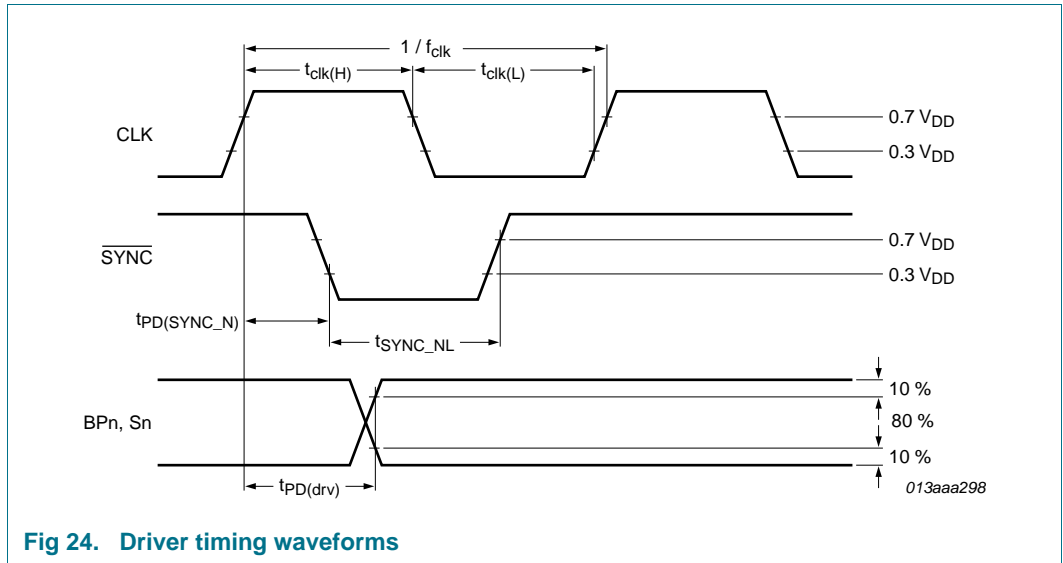 1 / fclk
tclk(H)
tclk(L)
CLK
0.7 VDD
0.3 VDD
SYNC
0.7 VDD
0.3 VDD
tPD(SYNC_N)
tSYNC_NL
BPn, Sn
10 %
80 %
10 %
tPD(drv)
013aaa298
Fig 24. Driver timing waveforms